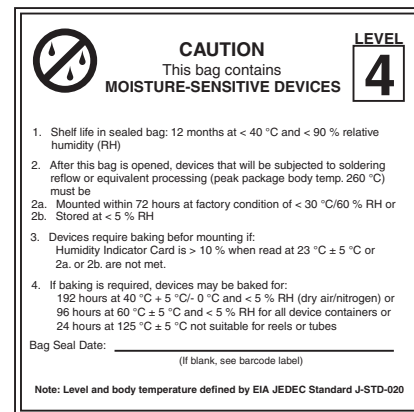 LEVEL
4
CAUTION
This bag contains
MOISTURE-SENSITIVE DEVICES
1. Shelf life in sealed bag: 12 months at < 40 °C and < 90 % relative
humidity (RH)
2. After this bag is opened, devices that will be subjected to soldering
reflow or equivalent processing (peak package body temp. 260 °C)
must be
2a. Mounted within 72 hours at factory condition of < 30 °C/60 % RH or
2b. Stored at < 5 % RH
3. Devices require baking befor mounting if:
Humidity Indicator Card is > 10 % when read at 23 °C ± 5 °C or
2a. or 2b. are not met.
4. If baking is required, devices may be baked for:
192 hours at 40 °C + 5 °C/- 0 °C and < 5 % RH (dry air/nitrogen) or
96 hours at 60 °C ± 5 °C and < 5 % RH for all device containers or
24 hours at 125 °C ± 5 °C not suitable for reels or tubes
Bag Seal Date:
(If blank, see barcode label)
Note: Level and body temperature defined by EIA JEDEC Standard J-STD-020